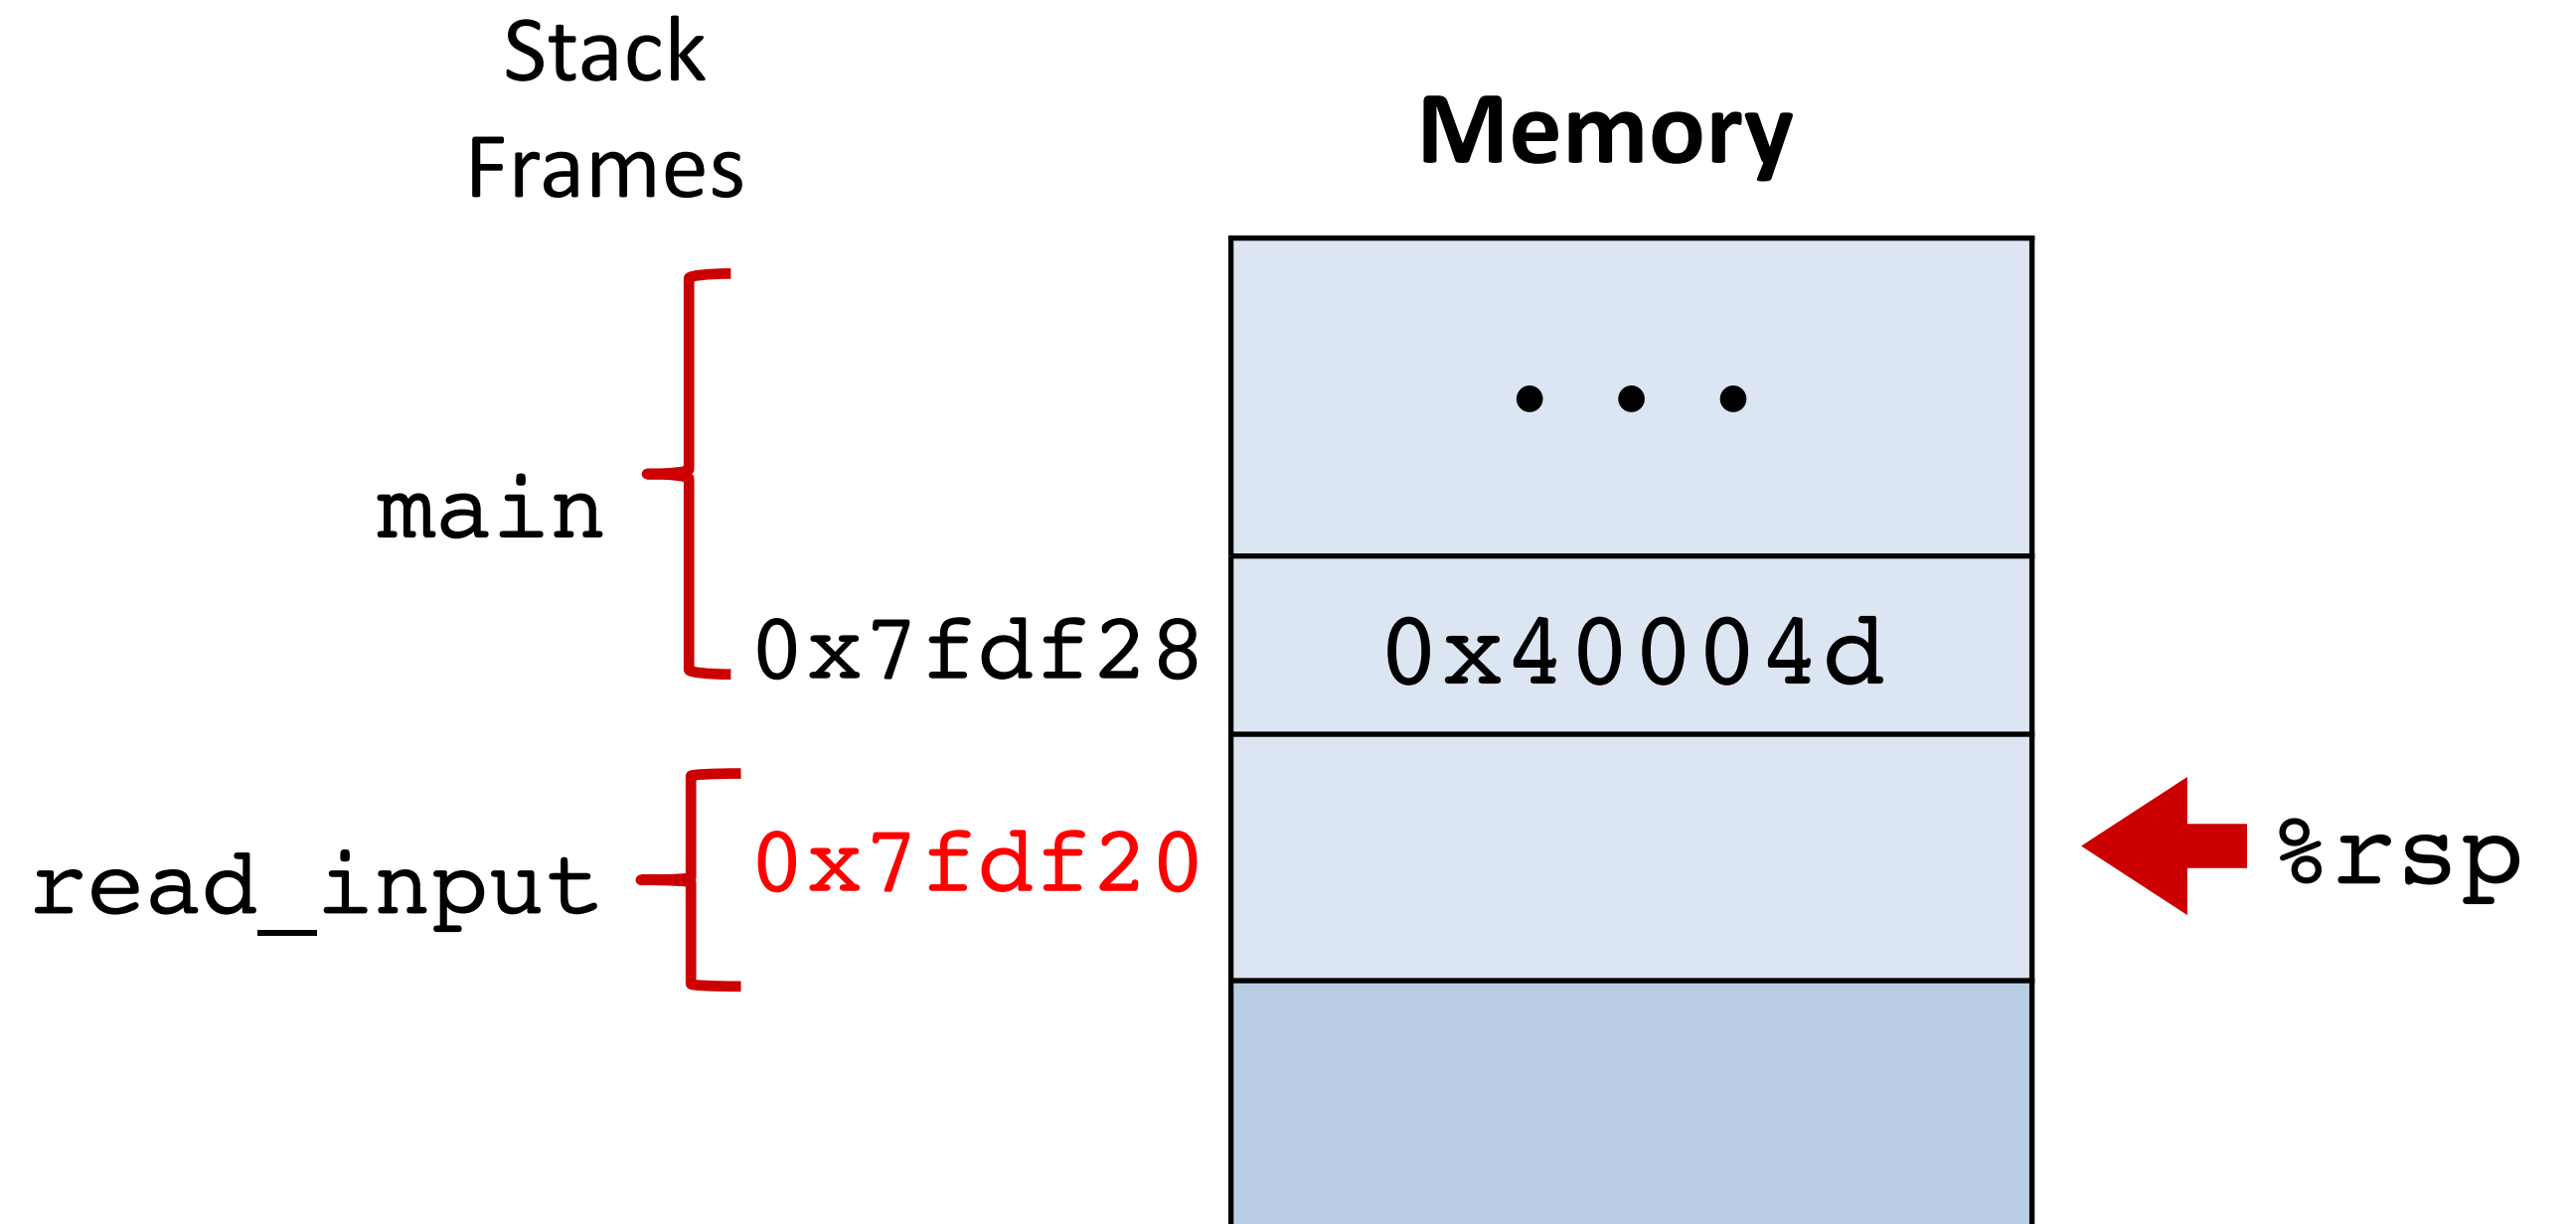 Stack
Frames
Memory
• • •
main
0x7fdf28 0x40004d
read_input 0x7fdf20 %rsp